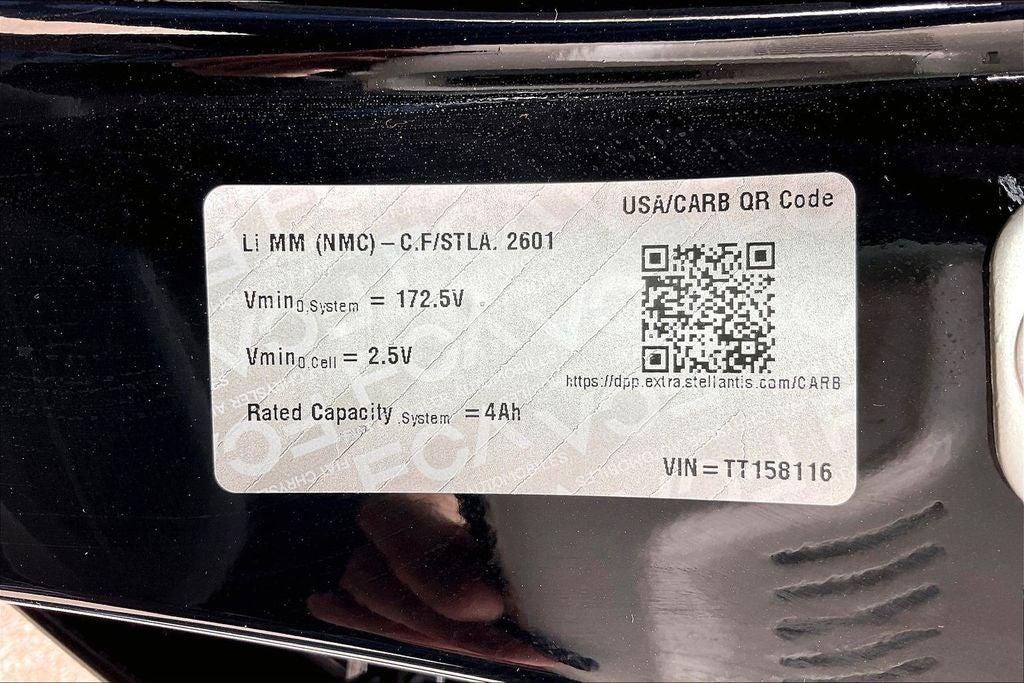 USA/CARB QR Code
Li MM (NMC) – C.F/STLA. 2601
Vmin0,System = 172.5V
Vmin0,Cell = 2.5V
https://dpp.extra.stellantis.com/CARB
Rated Capacity,System = 4Ah
VIN = TT158116